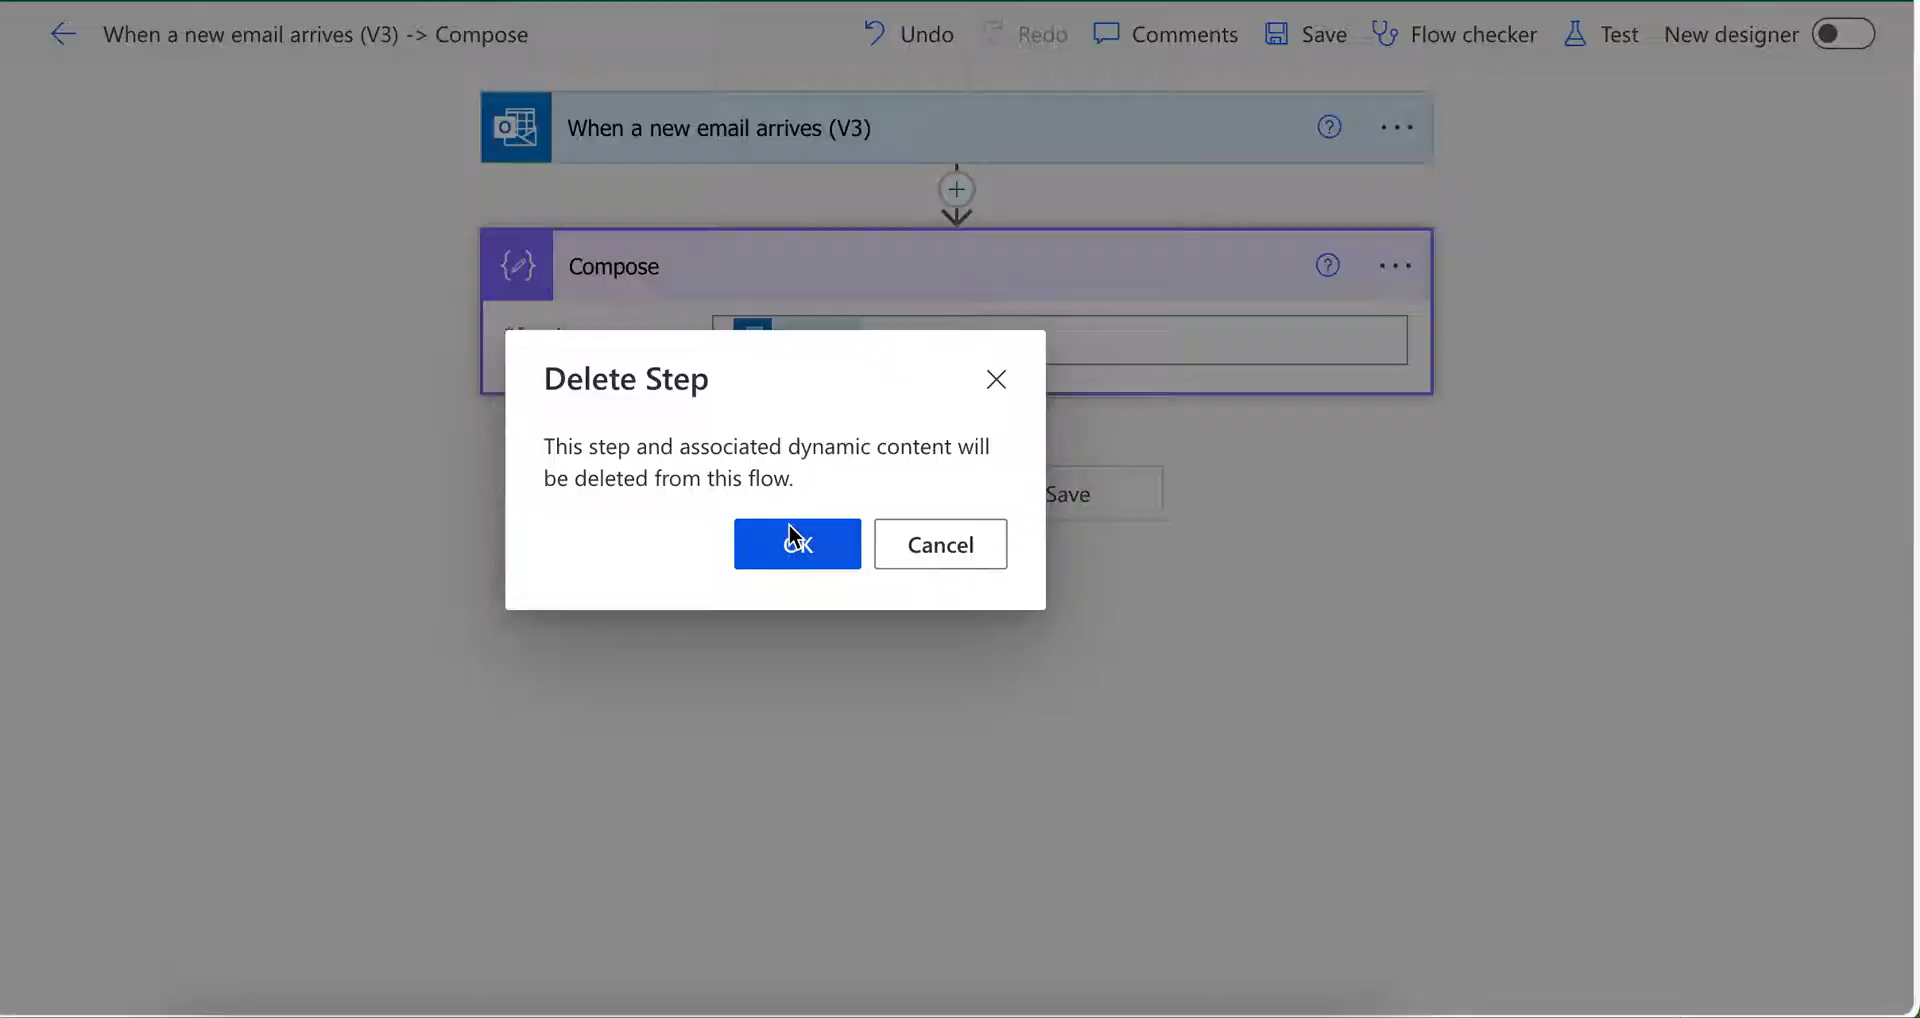 When a new email arrives (V3) -> Compose
Undo Redo Comments Save Flow checker Test New designer
When a new email arrives (V3)
Compose
Delete Step
This step and associated dynamic content will
be deleted from this flow.
Save
OK Cancel